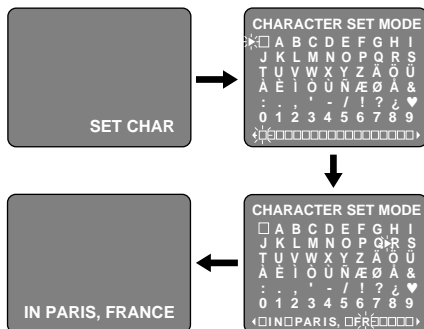 SET CHAR
CHARACTER SET MODE
□ A B C D E F G H I
J K L M N O P Q R S
T U V W X Y Z Ä Ö Ü
À È Ì Ò Ù Ñ Æ Ø Å &
: . , ' - / ! ? ¿ ♥
0 1 2 3 4 5 6 7 8 9
CHARACTER SET MODE
□ A B C D E F G H I
J K L M N O P Q R S
T U V W X Y Z Ä Ö Ü
À È Ì Ò Ù Ñ Æ Ø Å &
: . , ' - / ! ? ¿ ♥
0 1 2 3 4 5 6 7 8 9
□IN□PARIS, □FR□□□□
IN PARIS, FRANCE